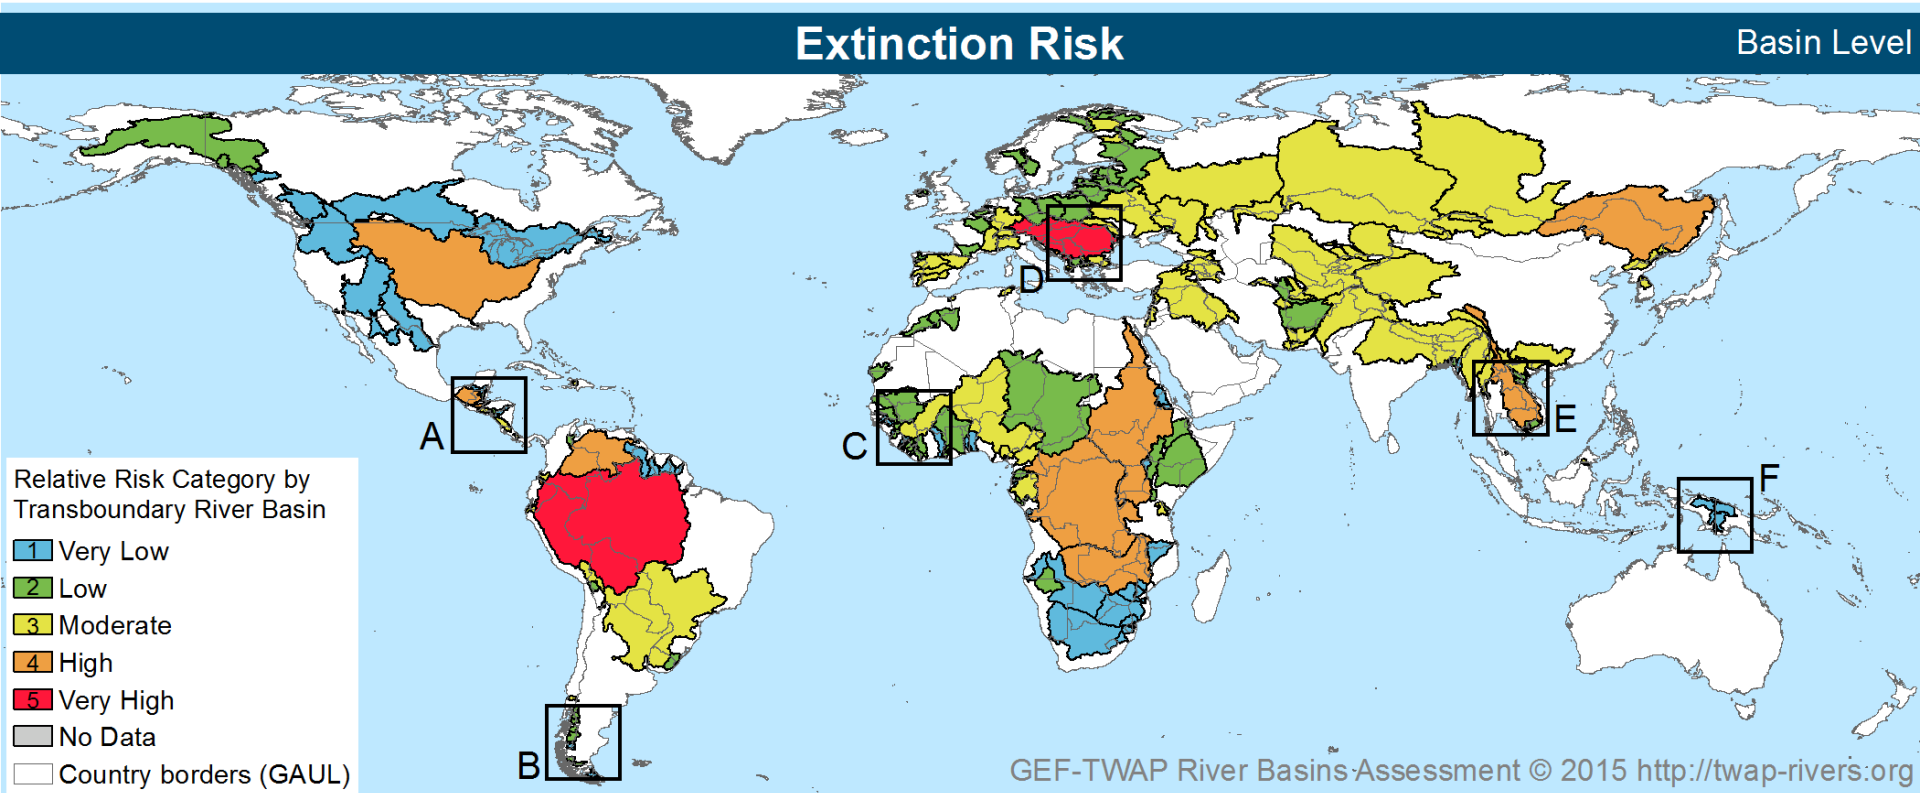 Extinction Risk
Basin Level
A
B
C
D
E
F
Relative Risk Category by
Transboundary River Basin
1 Very Low
2 Low
3 Moderate
4 High
5 Very High
No Data
Country borders (GAUL)
GEF-TWAP River Basins Assessment © 2015 http://twap-rivers.org